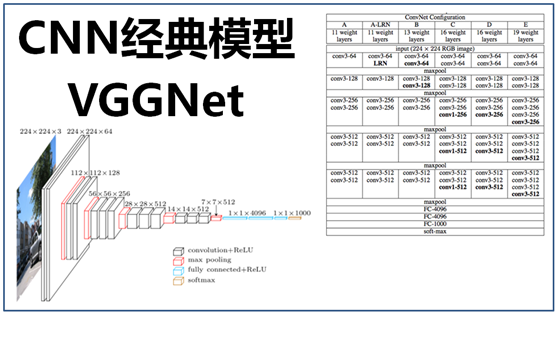 CNN经典模型
VGGNet
224×224×3 224×224×64
112×112×128
56×56×256
28×28×512
14×14×512
7×7×512
1×1×4096 1×1×1000
convolution+ReLU
max pooling
fully connected+ReLU
softmax
ConvNet Configuration
A A-LRN B C D E
11 weight layers 11 weight layers 13 weight layers 16 weight layers 16 weight layers 19 weight layers
input (224 × 224 RGB image)
conv3-64 conv3-64 conv3-64 conv3-64 conv3-64 conv3-64
LRN conv3-64 conv3-64 conv3-64 conv3-64
maxpool
conv3-128 conv3-128 conv3-128 conv3-128 conv3-128 conv3-128
conv3-128 conv3-128 conv3-128 conv3-128
maxpool
conv3-256 conv3-256 conv3-256 conv3-256 conv3-256 conv3-256
conv3-256 conv3-256 conv3-256 conv3-256 conv3-256 conv3-256
conv1-256 conv3-256 conv3-256
conv3-256
maxpool
conv3-512 conv3-512 conv3-512 conv3-512 conv3-512 conv3-512
conv3-512 conv3-512 conv3-512 conv3-512 conv3-512 conv3-512
conv1-512 conv3-512 conv3-512
conv3-512
maxpool
conv3-512 conv3-512 conv3-512 conv3-512 conv3-512 conv3-512
conv3-512 conv3-512 conv3-512 conv3-512 conv3-512 conv3-512
conv1-512 conv3-512 conv3-512
conv3-512
maxpool
FC-4096
FC-4096
FC-1000
soft-max